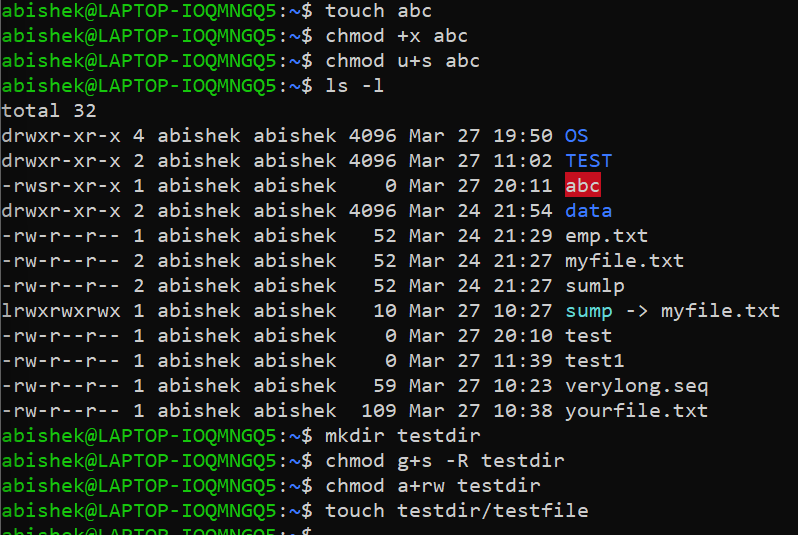 abishek@LAPTOP-IOQMNGQ5:~$ touch abc
abishek@LAPTOP-IOQMNGQ5:~$ chmod +x abc
abishek@LAPTOP-IOQMNGQ5:~$ chmod u+s abc
abishek@LAPTOP-IOQMNGQ5:~$ ls -l
total 32
drwxr-xr-x 4 abishek abishek 4096 Mar 27 19:50 OS
drwxr-xr-x 2 abishek abishek 4096 Mar 27 11:02 TEST
-rwsr-xr-x 1 abishek abishek    0 Mar 27 20:11 abc
drwxr-xr-x 2 abishek abishek 4096 Mar 24 21:54 data
-rw-r--r-- 1 abishek abishek   52 Mar 24 21:29 emp.txt
-rw-r--r-- 2 abishek abishek   52 Mar 24 21:27 myfile.txt
-rw-r--r-- 2 abishek abishek   52 Mar 24 21:27 sumlp
lrwxrwxrwx 1 abishek abishek   10 Mar 27 10:27 sump -> myfile.txt
-rw-r--r-- 1 abishek abishek    0 Mar 27 20:10 test
-rw-r--r-- 1 abishek abishek    0 Mar 27 11:39 test1
-rw-r--r-- 1 abishek abishek   59 Mar 27 10:23 verylong.seq
-rw-r--r-- 1 abishek abishek  109 Mar 27 10:38 yourfile.txt
abishek@LAPTOP-IOQMNGQ5:~$ mkdir testdir
abishek@LAPTOP-IOQMNGQ5:~$ chmod g+s -R testdir
abishek@LAPTOP-IOQMNGQ5:~$ chmod a+rw testdir
abishek@LAPTOP-IOQMNGQ5:~$ touch testdir/testfile
abishek@LAPTOP-IOQMNGQ5:~$